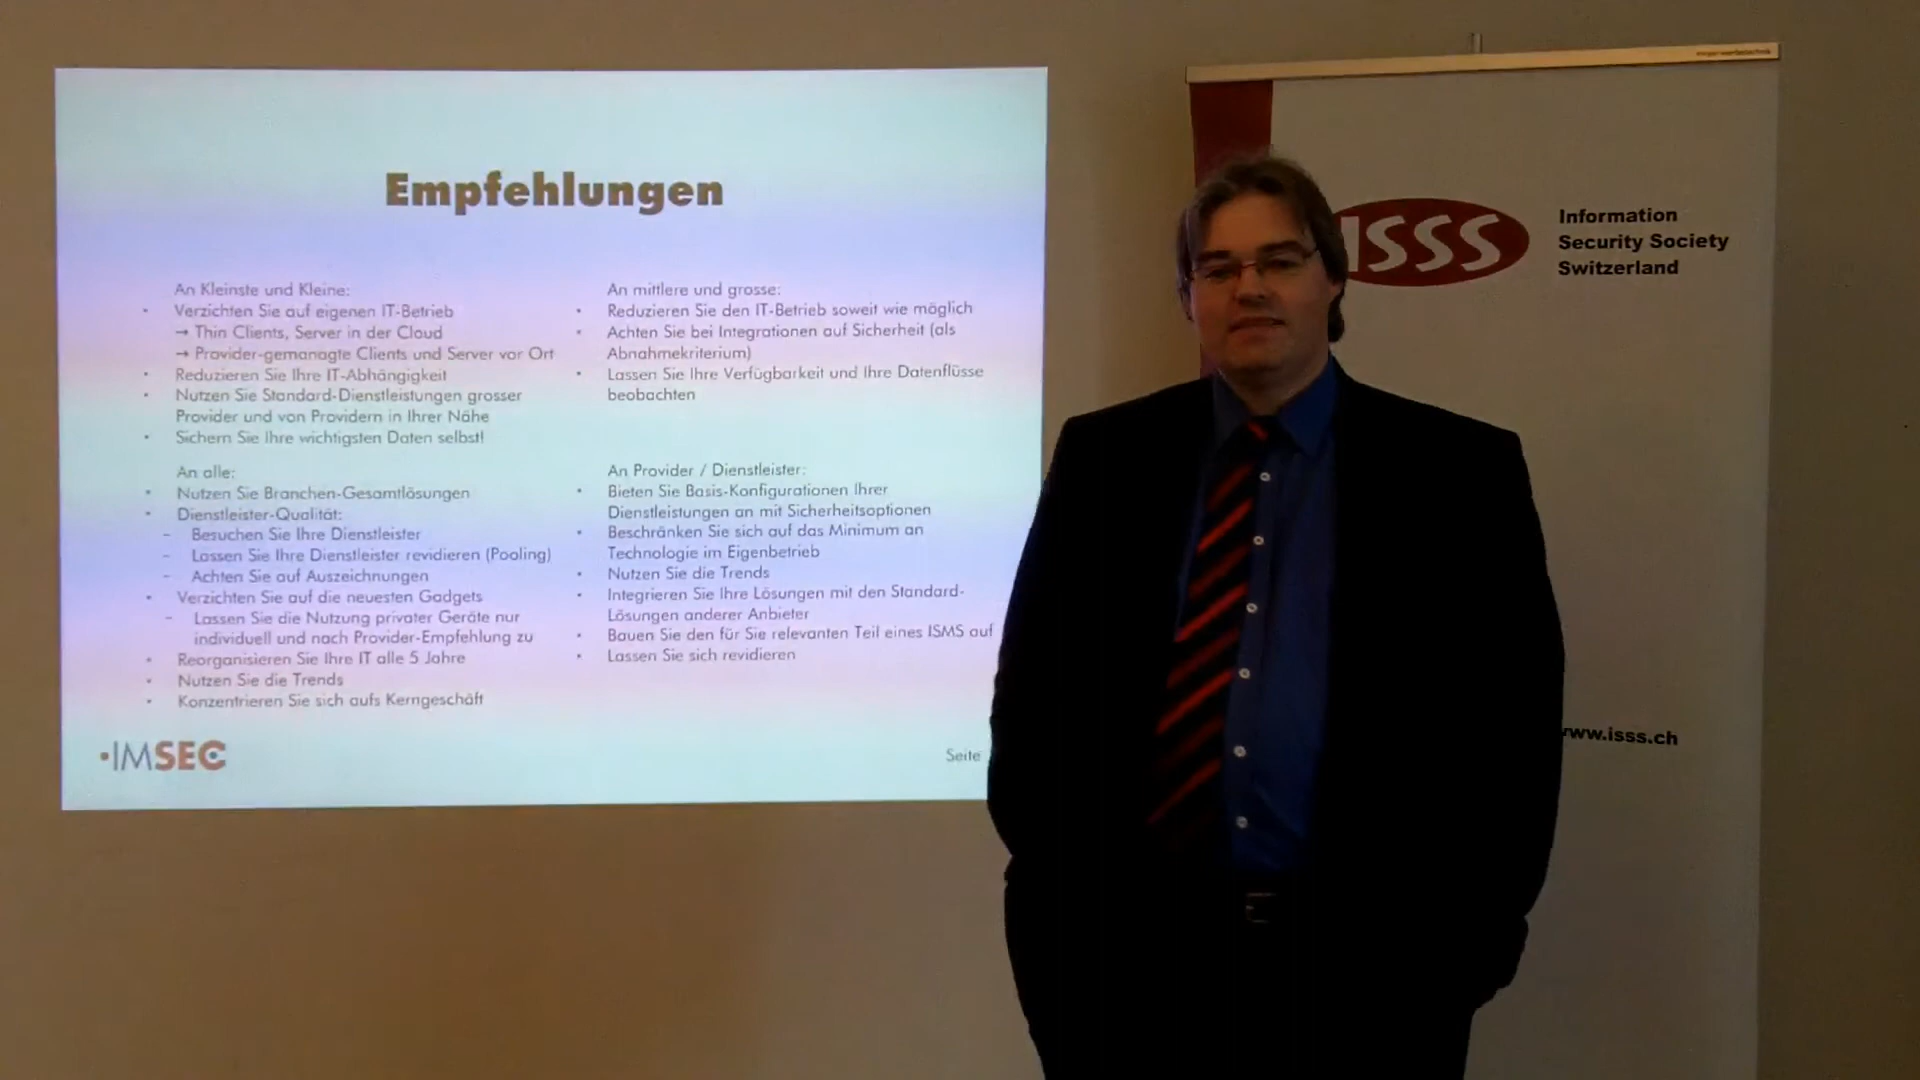 Empfehlungen
An Kleinste und Kleine:
• Verzichten Sie auf eigenen IT-Betrieb
→ Thin Clients, Server in der Cloud
→ Provider-gemanagte Clients und Server vor Ort
• Reduzieren Sie Ihre IT-Abhängigkeit
• Nutzen Sie Standard-Dienstleistungen grosser
Provider und von Providern in Ihrer Nähe
• Sichern Sie Ihre wichtigsten Daten selbst!
An mittlere und grosse:
• Reduzieren Sie den IT-Betrieb soweit wie möglich
• Achten Sie bei Integrationen auf Sicherheit (als
Abnahmekriterium)
• Lassen Sie Ihre Verfügbarkeit und Ihre Datenflüsse
beobachten
An alle:
• Nutzen Sie Branchen-Gesamtlösungen
• Dienstleister-Qualität:
– Besuchen Sie Ihre Dienstleister
– Lassen Sie Ihre Dienstleister revidieren (Pooling)
– Achten Sie auf Auszeichnungen
• Verzichten Sie auf die neuesten Gadgets
– Lassen Sie die Nutzung privater Geräte nur
individuell und nach Provider-Empfehlung zu
• Reorganisieren Sie Ihre IT alle 5 Jahre
• Nutzen Sie die Trends
• Konzentrieren Sie sich aufs Kerngeschäft
An Provider / Dienstleister:
• Bieten Sie Basis-Konfigurationen Ihrer
Dienstleistungen an mit Sicherheitsoptionen
• Beschränken Sie sich auf das Minimum an
Technologie im Eigenbetrieb
• Nutzen Sie die Trends
• Integrieren Sie Ihre Lösungen mit den Standard-
Lösungen anderer Anbieter
• Bauen Sie den für Sie relevanten Teil eines ISMS auf
• Lassen Sie sich revidieren
•IMSEC
Seite
ISSS
Information
Security Society
Switzerland
www.isss.ch